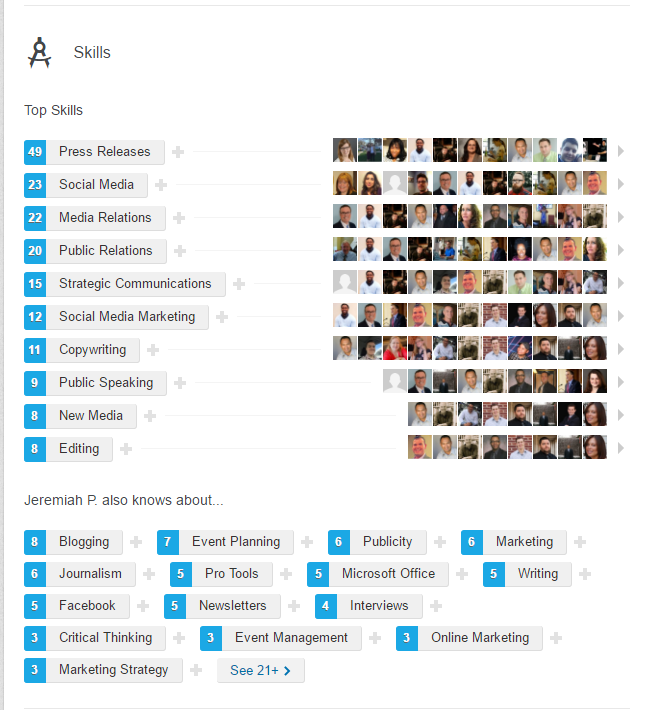 Skills
Top Skills
49 Press Releases
23 Social Media
22 Media Relations
20 Public Relations
15 Strategic Communications
12 Social Media Marketing
11 Copywriting
9 Public Speaking
8 New Media
8 Editing
Jeremiah P. also knows about...
8 Blogging 7 Event Planning 6 Publicity 6 Marketing
6 Journalism 5 Pro Tools 5 Microsoft Office 5 Writing
5 Facebook 5 Newsletters 4 Interviews
3 Critical Thinking 3 Event Management 3 Online Marketing
3 Marketing Strategy See 21+